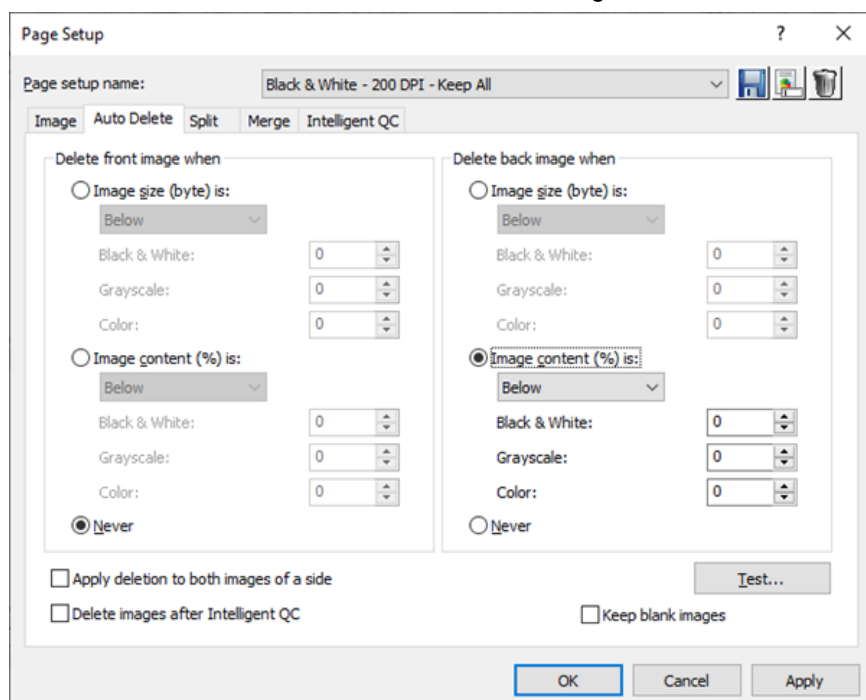 Page Setup
?
Page setup name:
Black & White - 200 DPI - Keep All
Image Auto Delete Split Merge Intelligent QC
Delete front image when
Image size (byte) is:
Below
Black & White: 0
Grayscale: 0
Color: 0
Image content (%) is:
Below
Black & White: 0
Grayscale: 0
Color: 0
Never
Delete back image when
Image size (byte) is:
Below
Black & White: 0
Grayscale: 0
Color: 0
Image content (%) is:
Below
Black & White: 0
Grayscale: 0
Color: 0
Never
Apply deletion to both images of a side
Test...
Delete images after Intelligent QC
Keep blank images
OK Cancel Apply